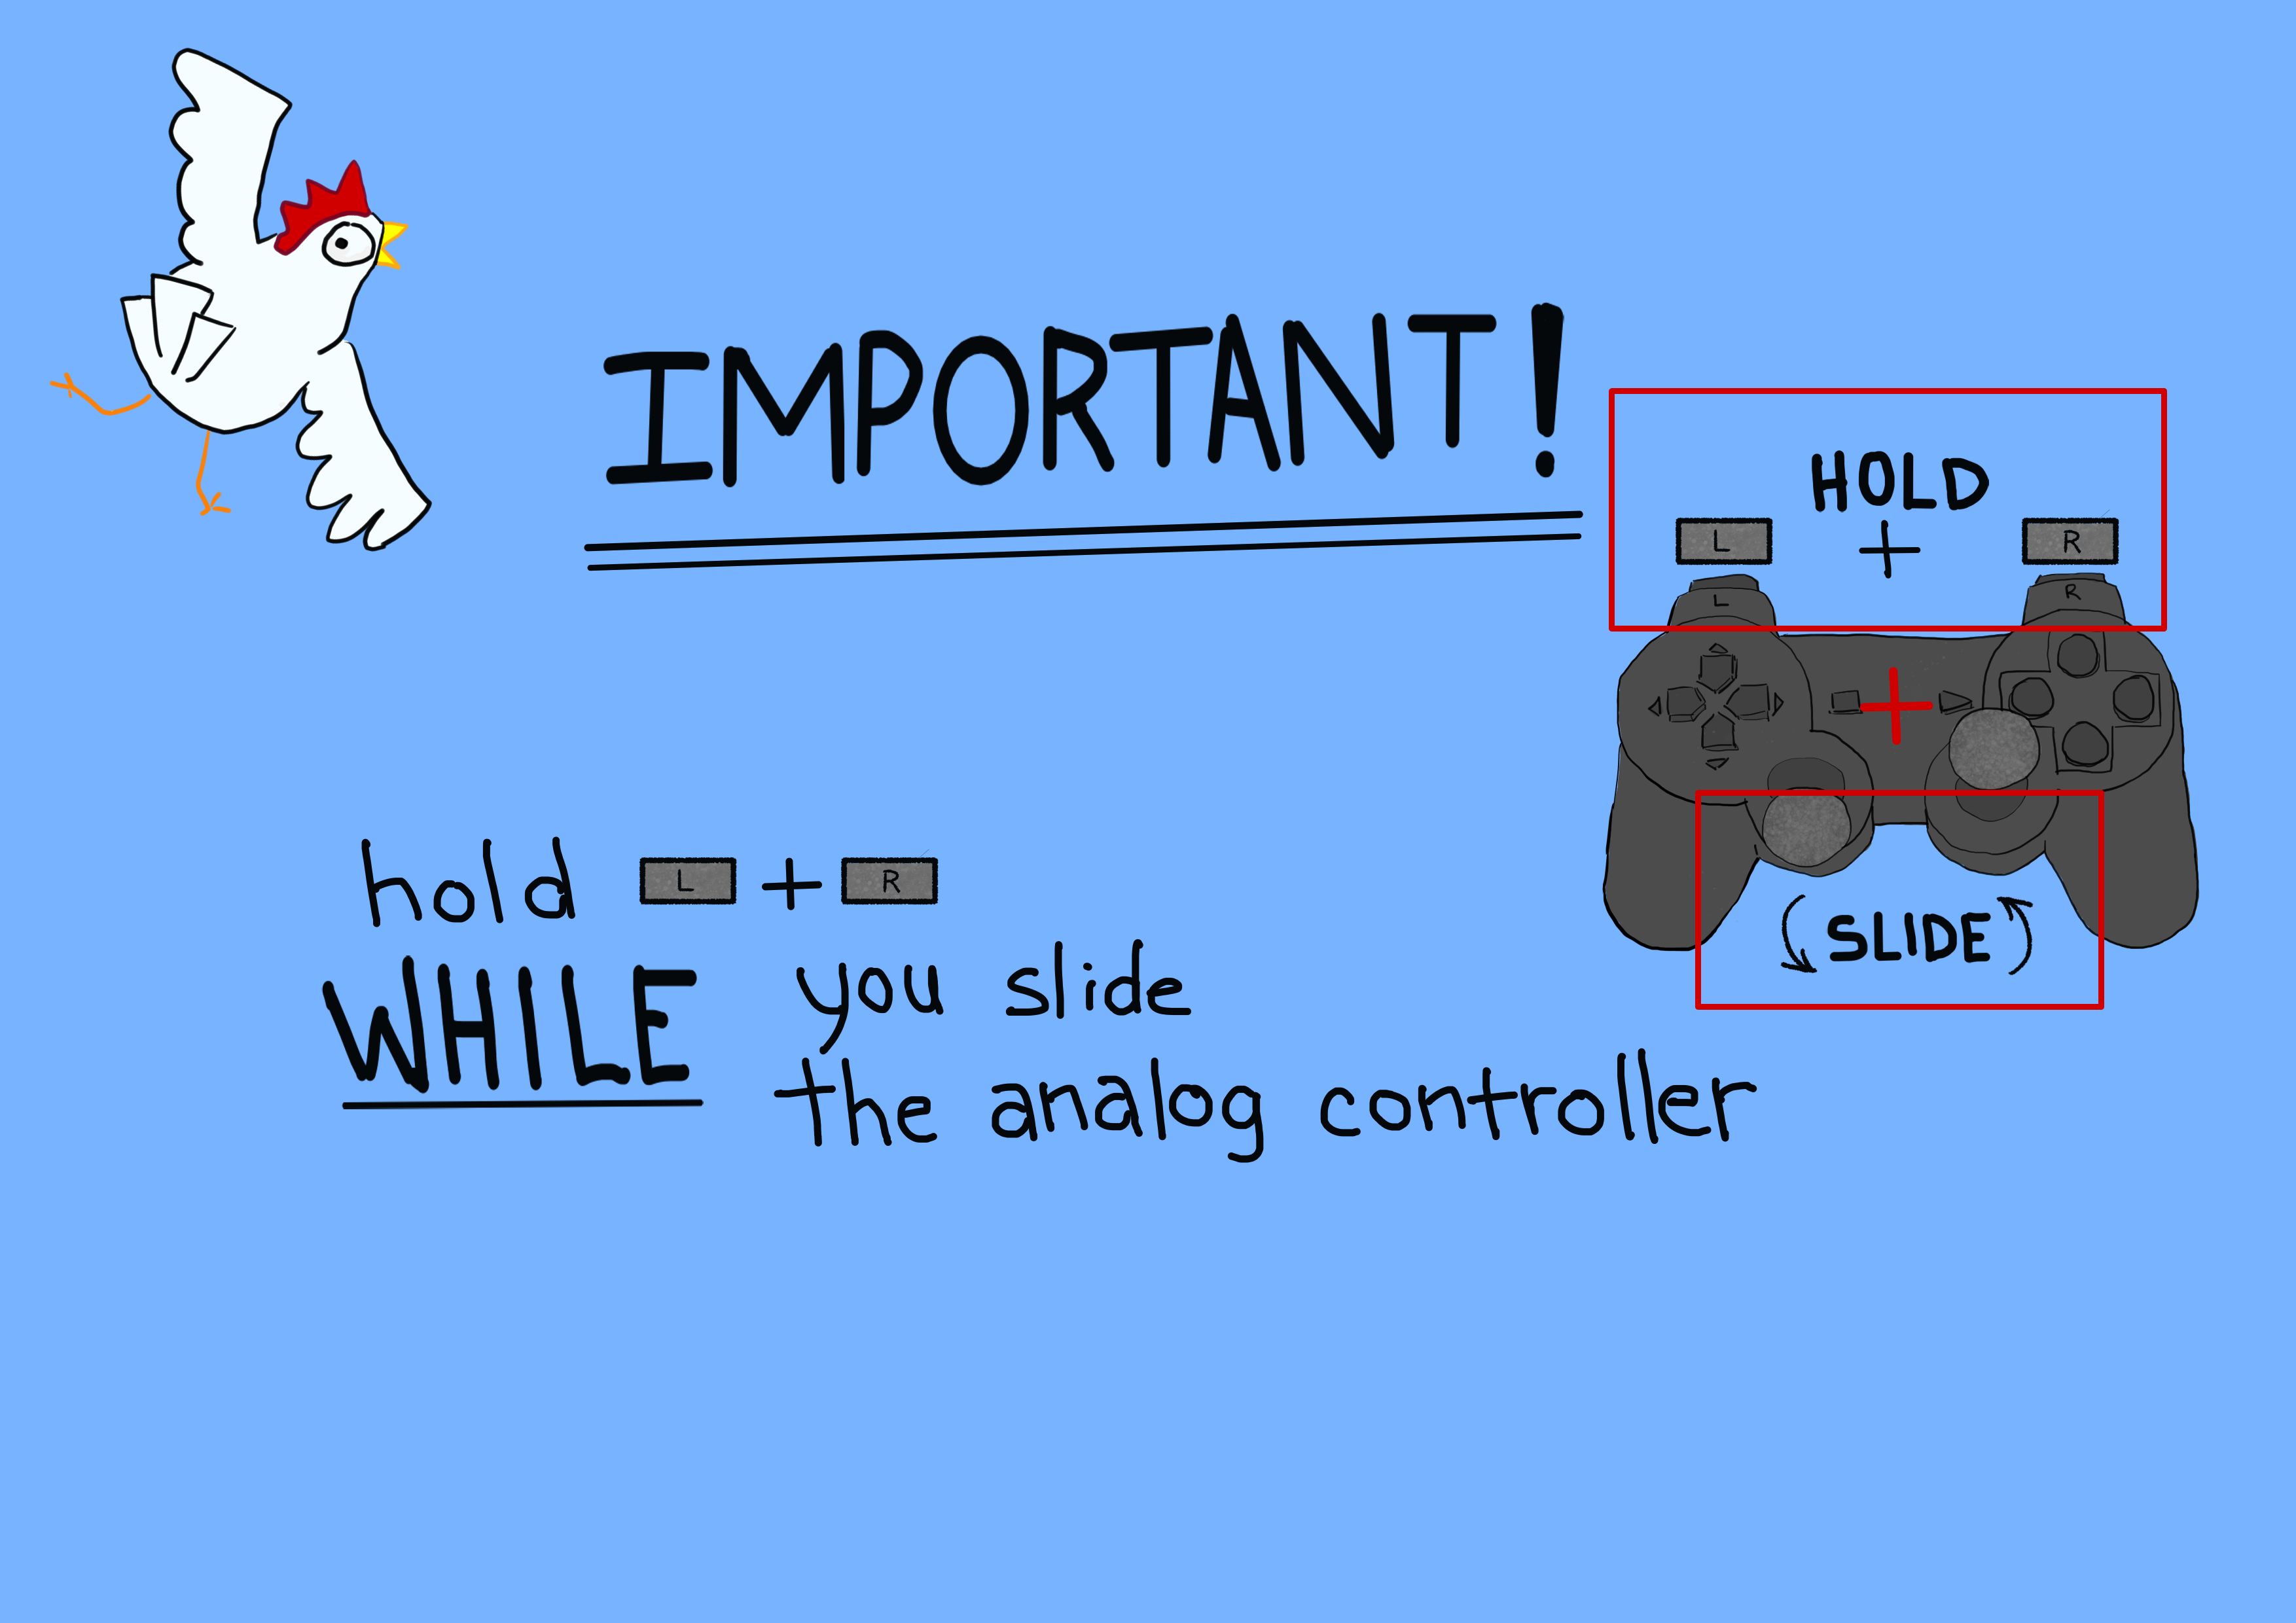 IMPORTANT!
HOLD
L + R
L R
+
(SLIDE)
hold L + R
WHILE you slide
the analog controller